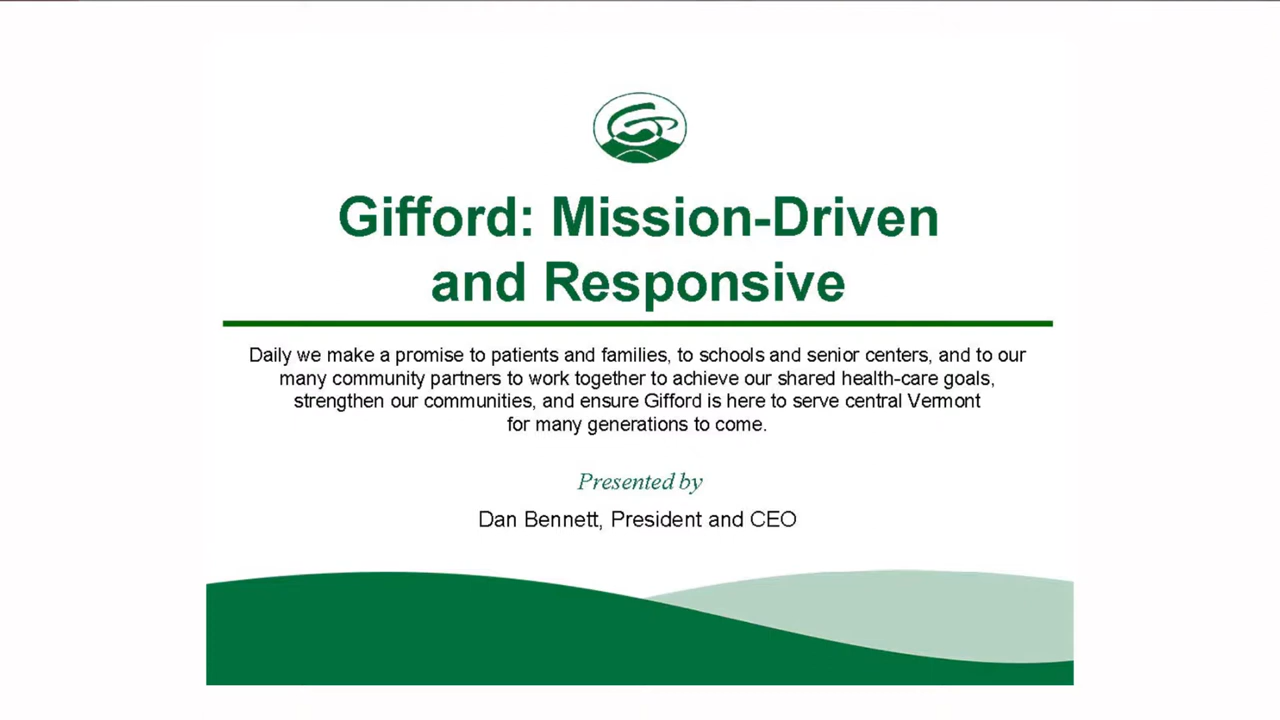 Gifford: Mission-Driven
and Responsive
Daily we make a promise to patients and families, to schools and senior centers, and to our
many community partners to work together to achieve our shared health-care goals,
strengthen our communities, and ensure Gifford is here to serve central Vermont
for many generations to come.
Presented by
Dan Bennett, President and CEO